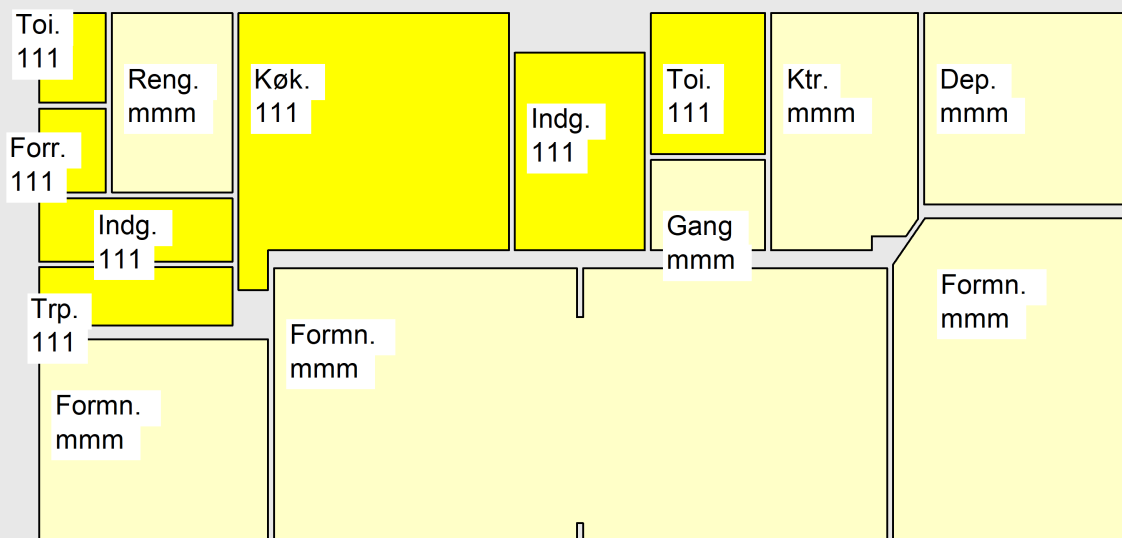 Toi.
111
Reng.
mmm
Køk.
111
Toi.
111
Ktr.
mmm
Dep.
mmm
Indg.
111
Forr.
111
Indg.
111
Gang
mmm
Formn.
mmm
Trp.
111
Formn.
mmm
Formn.
mmm